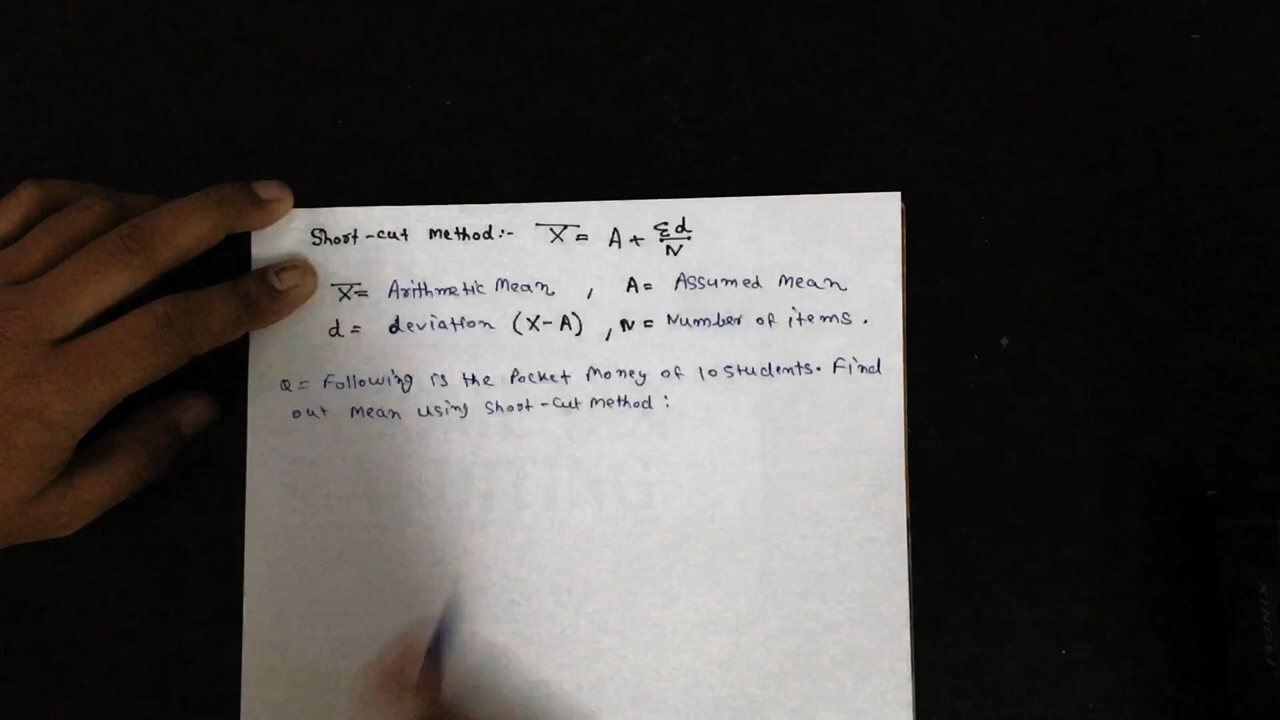 Short-cut method:- X̅ = A + Σd/N
X̅ = Arithmetic Mean , A = Assumed mean
d = deviation (X-A) , N = Number of items.
Q = Following is the Pocket Money of 10 students. Find
out mean using short-cut method: